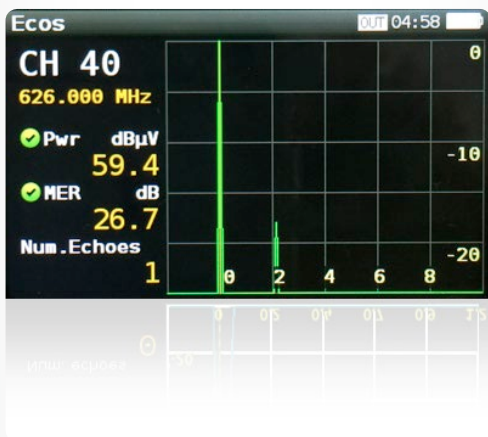 Ecos OUT 04:58
CH 40
626.000 MHz
Pwr dBµV
59.4
MER dB
26.7
Num.Echoes
1
0
-10
-20
0 2 4 6 8